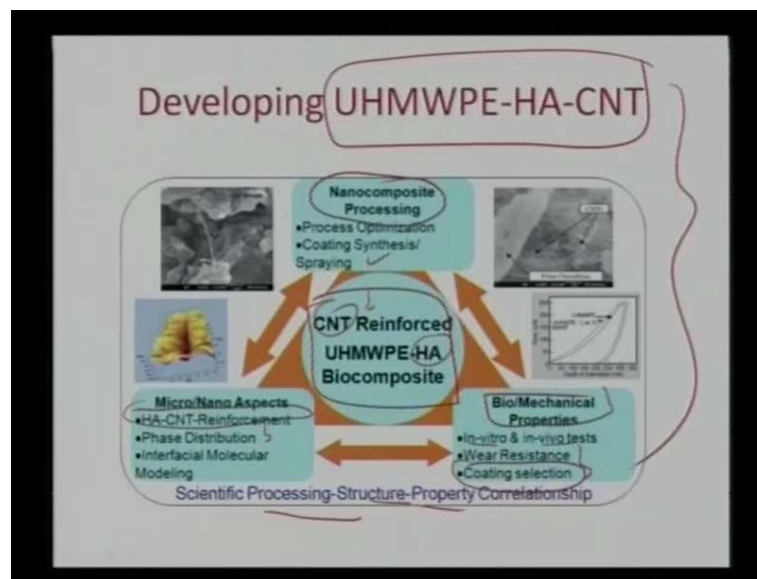 Developing UHMWPE-HA-CNT
Nanocomposite
Processing
•Process Optimization
•Coating Synthesis/
Spraying
CNT Reinforced
UHMWPE-HA
Biocomposite
Micro/Nano Aspects
•HA-CNT-Reinforcement
•Phase Distribution
•Interfacial Molecular
Modeling
Bio/Mechanical
Properties
•In-vitro & in-vivo tests
•Wear Resistance
•Coating selection
Scientific Processing-Structure-Property Correlationship